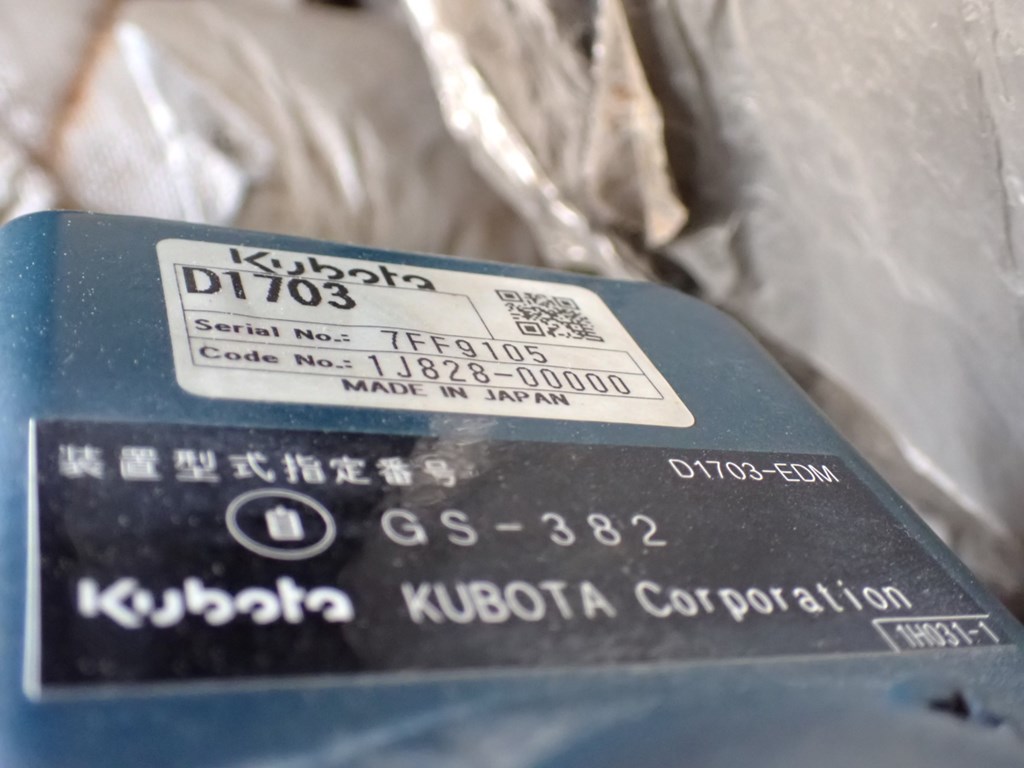 Kubota
D1703
Serial No.: 7FF9105
Code No.: 1J828-00000
MADE IN JAPAN
装置型式指定番号 D1703-EDM
自 GS-382
Kubota KUBOTA Corporation
1H031-1